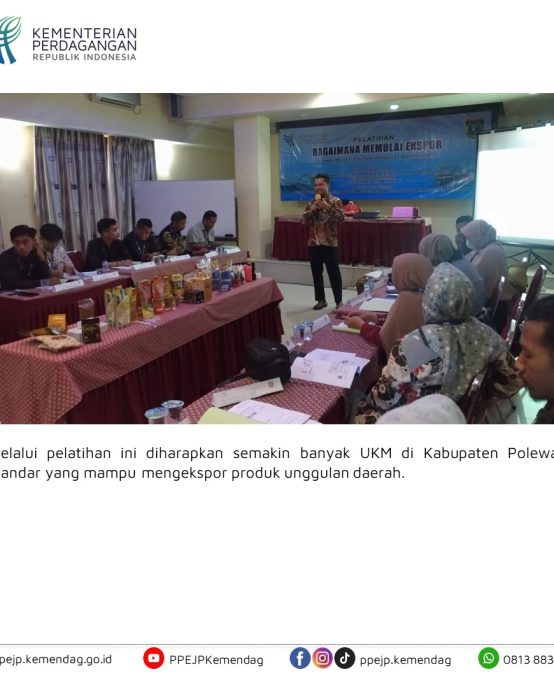 KEMENTERIAN
PERDAGANGAN
REPUBLIK INDONESIA
PELATIHAN
BAGAIMANA MEMULAI EKSPOR
elalui pelatihan ini diharapkan semakin banyak UKM di Kabupaten Polewa
andar yang mampu mengekspor produk unggulan daerah.
pejp.kemendag.go.id
PPEJPKemendag
ppejp.kemendag
0813 883